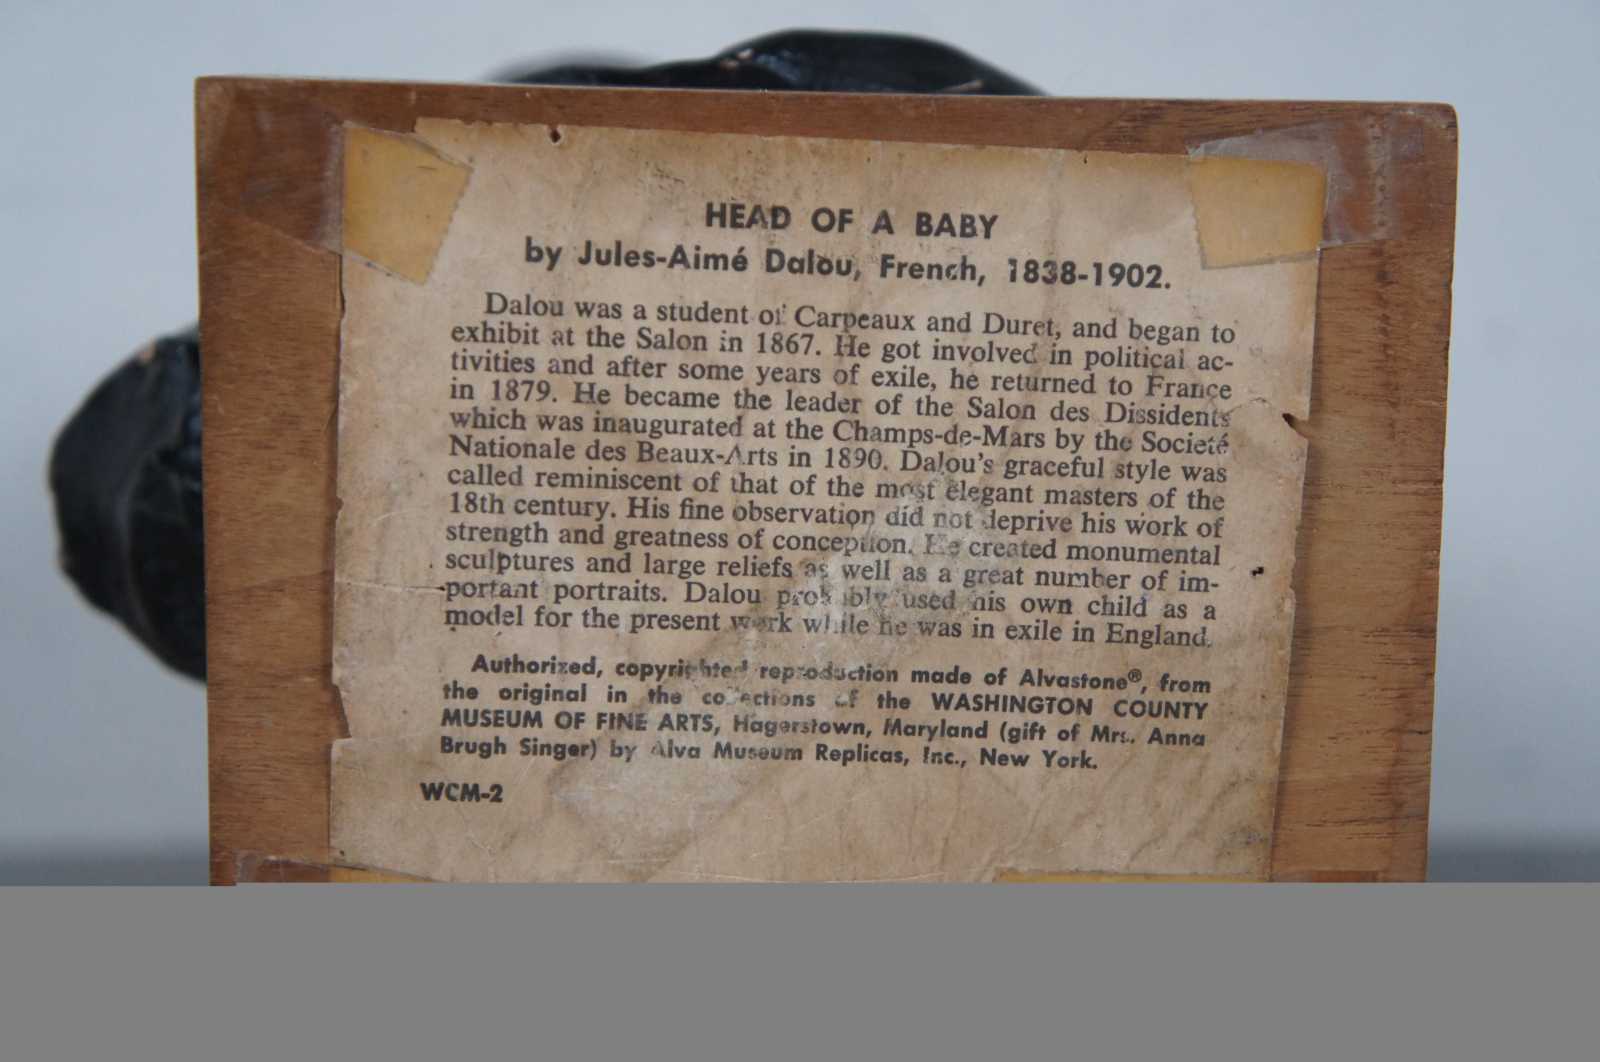 HEAD OF A BABY
by Jules-Aimé Dalou, French, 1838-1902.
Dalou was a student of Carpeaux and Duret, and began to
exhibit at the Salon in 1867. He got involved in political ac-
tivities and after some years of exile, he returned to France
in 1879. He became the leader of the Salon des Dissidents
which was inaugurated at the Champs-de-Mars by the Societé
Nationale des Beaux-Arts in 1890. Dalou's graceful style was
called reminiscent of that of the most elegant masters of the
18th century. His fine observation did not deprive his work of
strength and greatness of conception. He created monumental
sculptures and large reliefs as well as a great number of im-
portant portraits. Dalou probably used his own child as a
model for the present work while he was in exile in England.
Authorized, copyrighted reproduction made of Alvastone®, from
the original in the collections of the WASHINGTON COUNTY
MUSEUM OF FINE ARTS, Hagerstown, Maryland (gift of Mrs. Anna
Brugh Singer) by Alva Museum Replicas, Inc., New York.
WCM-2